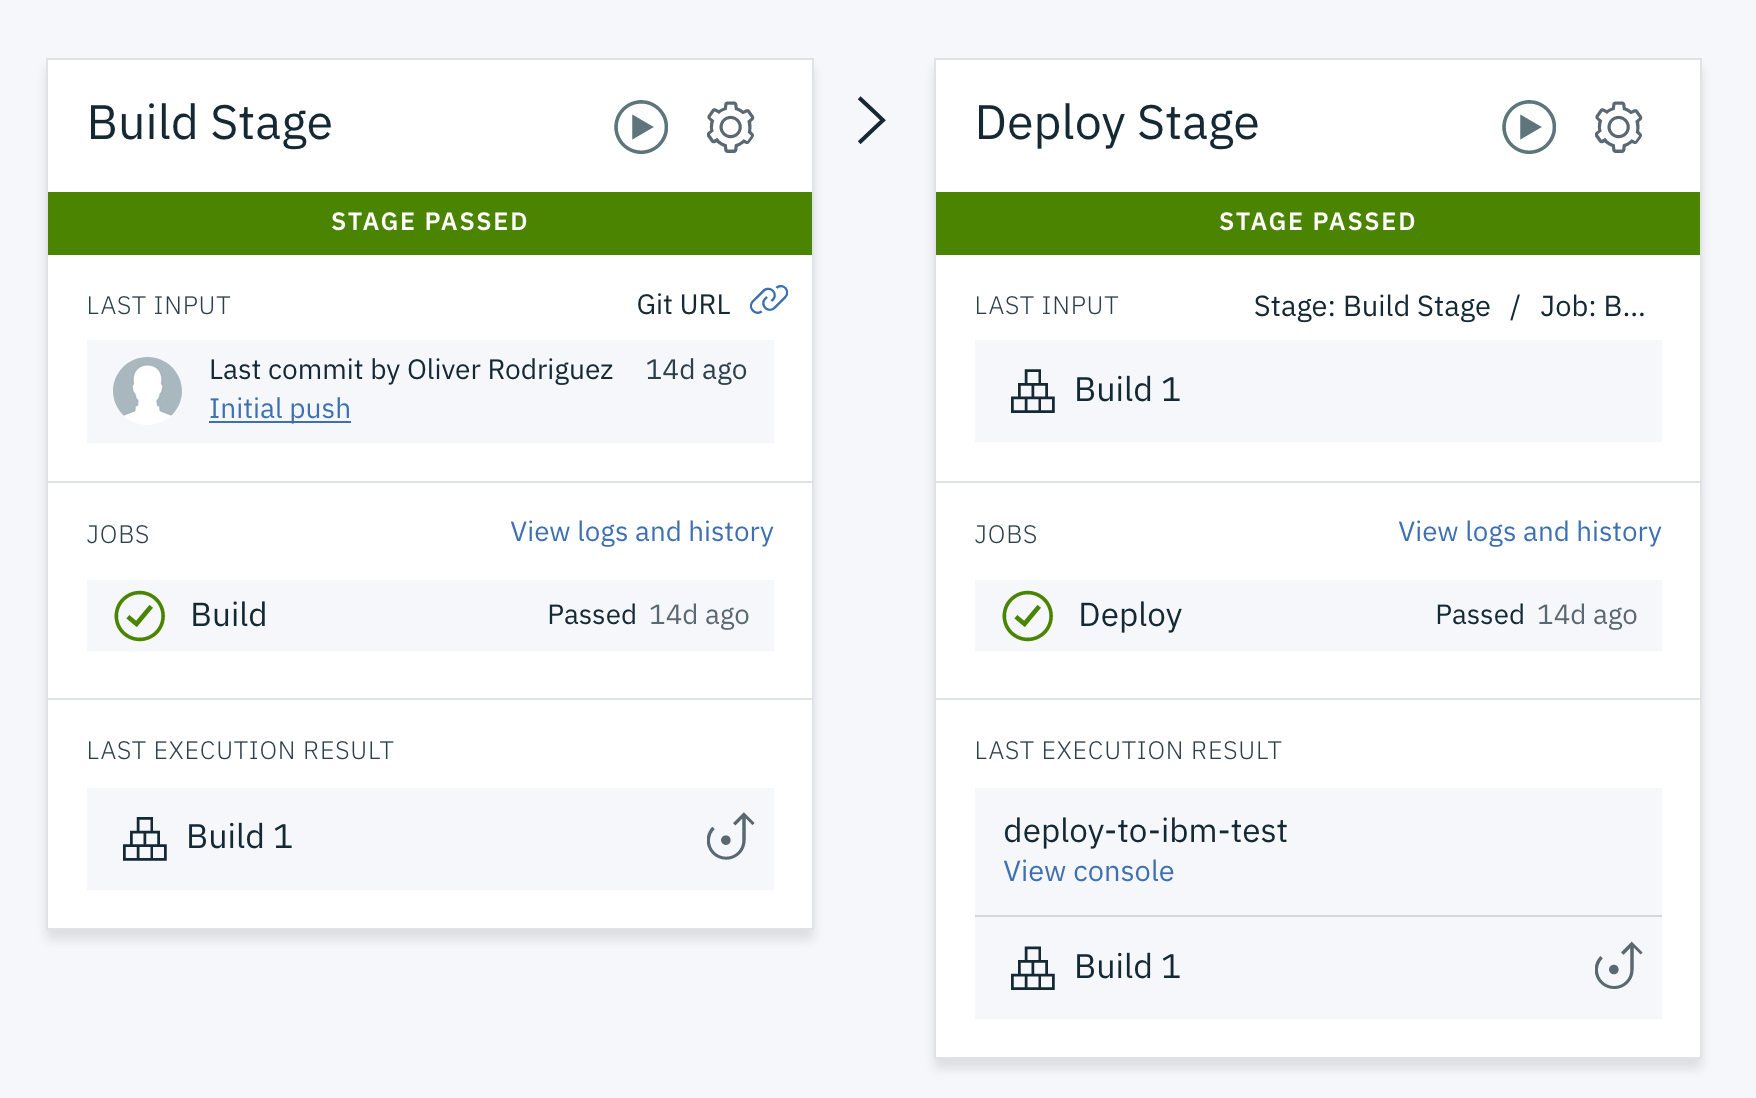 Build Stage
STAGE PASSED
LAST INPUT Git URL
Last commit by Oliver Rodriguez 14d ago
Initial push
JOBS View logs and history
Build Passed 14d ago
LAST EXECUTION RESULT
Build 1
Deploy Stage
STAGE PASSED
LAST INPUT Stage: Build Stage / Job: B...
Build 1
JOBS View logs and history
Deploy Passed 14d ago
LAST EXECUTION RESULT
deploy-to-ibm-test
View console
Build 1